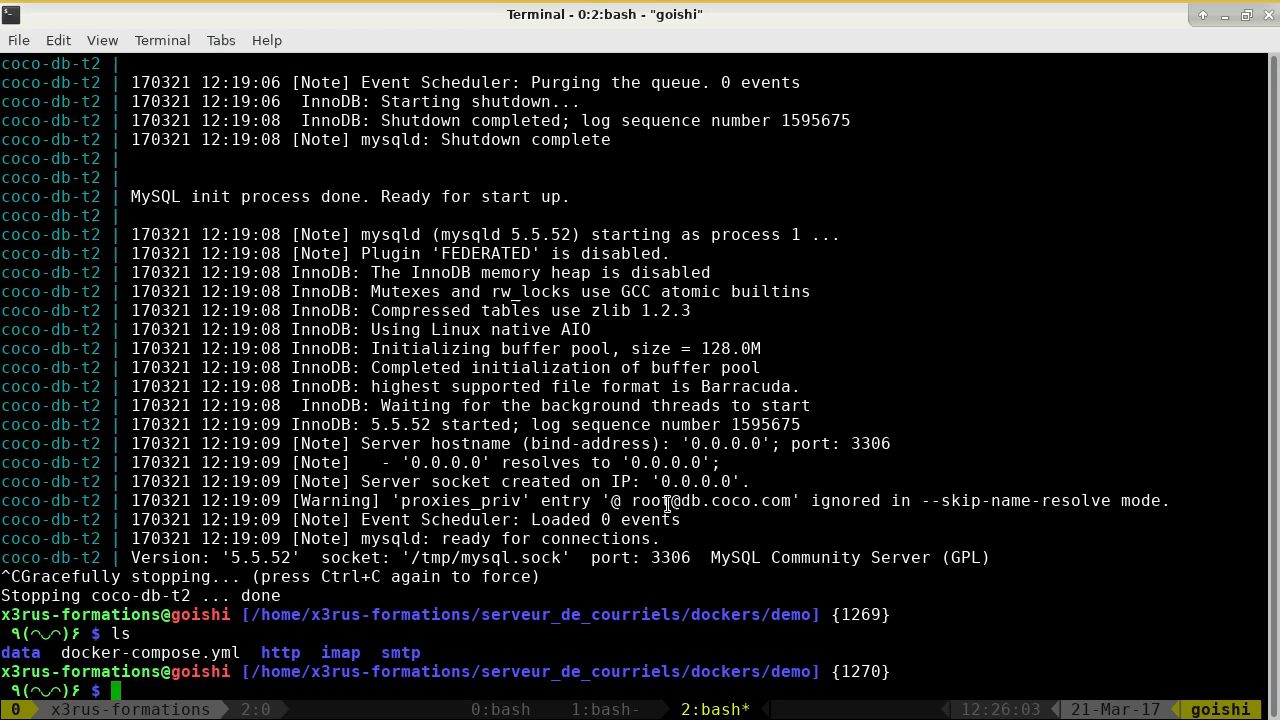 Terminal - 0:2:bash - "goishi"
File Edit View Terminal Tabs Help
coco-db-t2 |
coco-db-t2 | 170321 12:19:06 [Note] Event Scheduler: Purging the queue. 0 events
coco-db-t2 | 170321 12:19:06  InnoDB: Starting shutdown...
coco-db-t2 | 170321 12:19:08  InnoDB: Shutdown completed; log sequence number 1595675
coco-db-t2 | 170321 12:19:08 [Note] mysqld: Shutdown complete
coco-db-t2 |
coco-db-t2 |
coco-db-t2 | MySQL init process done. Ready for start up.
coco-db-t2 |
coco-db-t2 | 170321 12:19:08 [Note] mysqld (mysqld 5.5.52) starting as process 1 ...
coco-db-t2 | 170321 12:19:08 [Note] Plugin 'FEDERATED' is disabled.
coco-db-t2 | 170321 12:19:08 InnoDB: The InnoDB memory heap is disabled
coco-db-t2 | 170321 12:19:08 InnoDB: Mutexes and rw_locks use GCC atomic builtins
coco-db-t2 | 170321 12:19:08 InnoDB: Compressed tables use zlib 1.2.3
coco-db-t2 | 170321 12:19:08 InnoDB: Using Linux native AIO
coco-db-t2 | 170321 12:19:08 InnoDB: Initializing buffer pool, size = 128.0M
coco-db-t2 | 170321 12:19:08 InnoDB: Completed initialization of buffer pool
coco-db-t2 | 170321 12:19:08 InnoDB: highest supported file format is Barracuda.
coco-db-t2 | 170321 12:19:08  InnoDB: Waiting for the background threads to start
coco-db-t2 | 170321 12:19:09 InnoDB: 5.5.52 started; log sequence number 1595675
coco-db-t2 | 170321 12:19:09 [Note] Server hostname (bind-address): '0.0.0.0'; port: 3306
coco-db-t2 | 170321 12:19:09 [Note]   - '0.0.0.0' resolves to '0.0.0.0';
coco-db-t2 | 170321 12:19:09 [Note] Server socket created on IP: '0.0.0.0'.
coco-db-t2 | 170321 12:19:09 [Warning] 'proxies_priv' entry '@ root@db.coco.com' ignored in --skip-name-resolve mode.
coco-db-t2 | 170321 12:19:09 [Note] Event Scheduler: Loaded 0 events
coco-db-t2 | 170321 12:19:09 [Note] mysqld: ready for connections.
coco-db-t2 | Version: '5.5.52'  socket: '/tmp/mysql.sock'  port: 3306  MySQL Community Server (GPL)
^CGracefully stopping... (press Ctrl+C again to force)
Stopping coco-db-t2 ... done
x3rus-formations@goishi [/home/x3rus-formations/serveur_de_courriels/dockers/demo] {1269}
٩(◠◡◠)۶ $ ls
data  docker-compose.yml  http  imap  smtp
x3rus-formations@goishi [/home/x3rus-formations/serveur_de_courriels/dockers/demo] {1270}
٩(◠◡◠)۶ $
0 x3rus-formations 2:0 0:bash 1:bash- 2:bash* 12:26:03 21-Mar-17 goishi